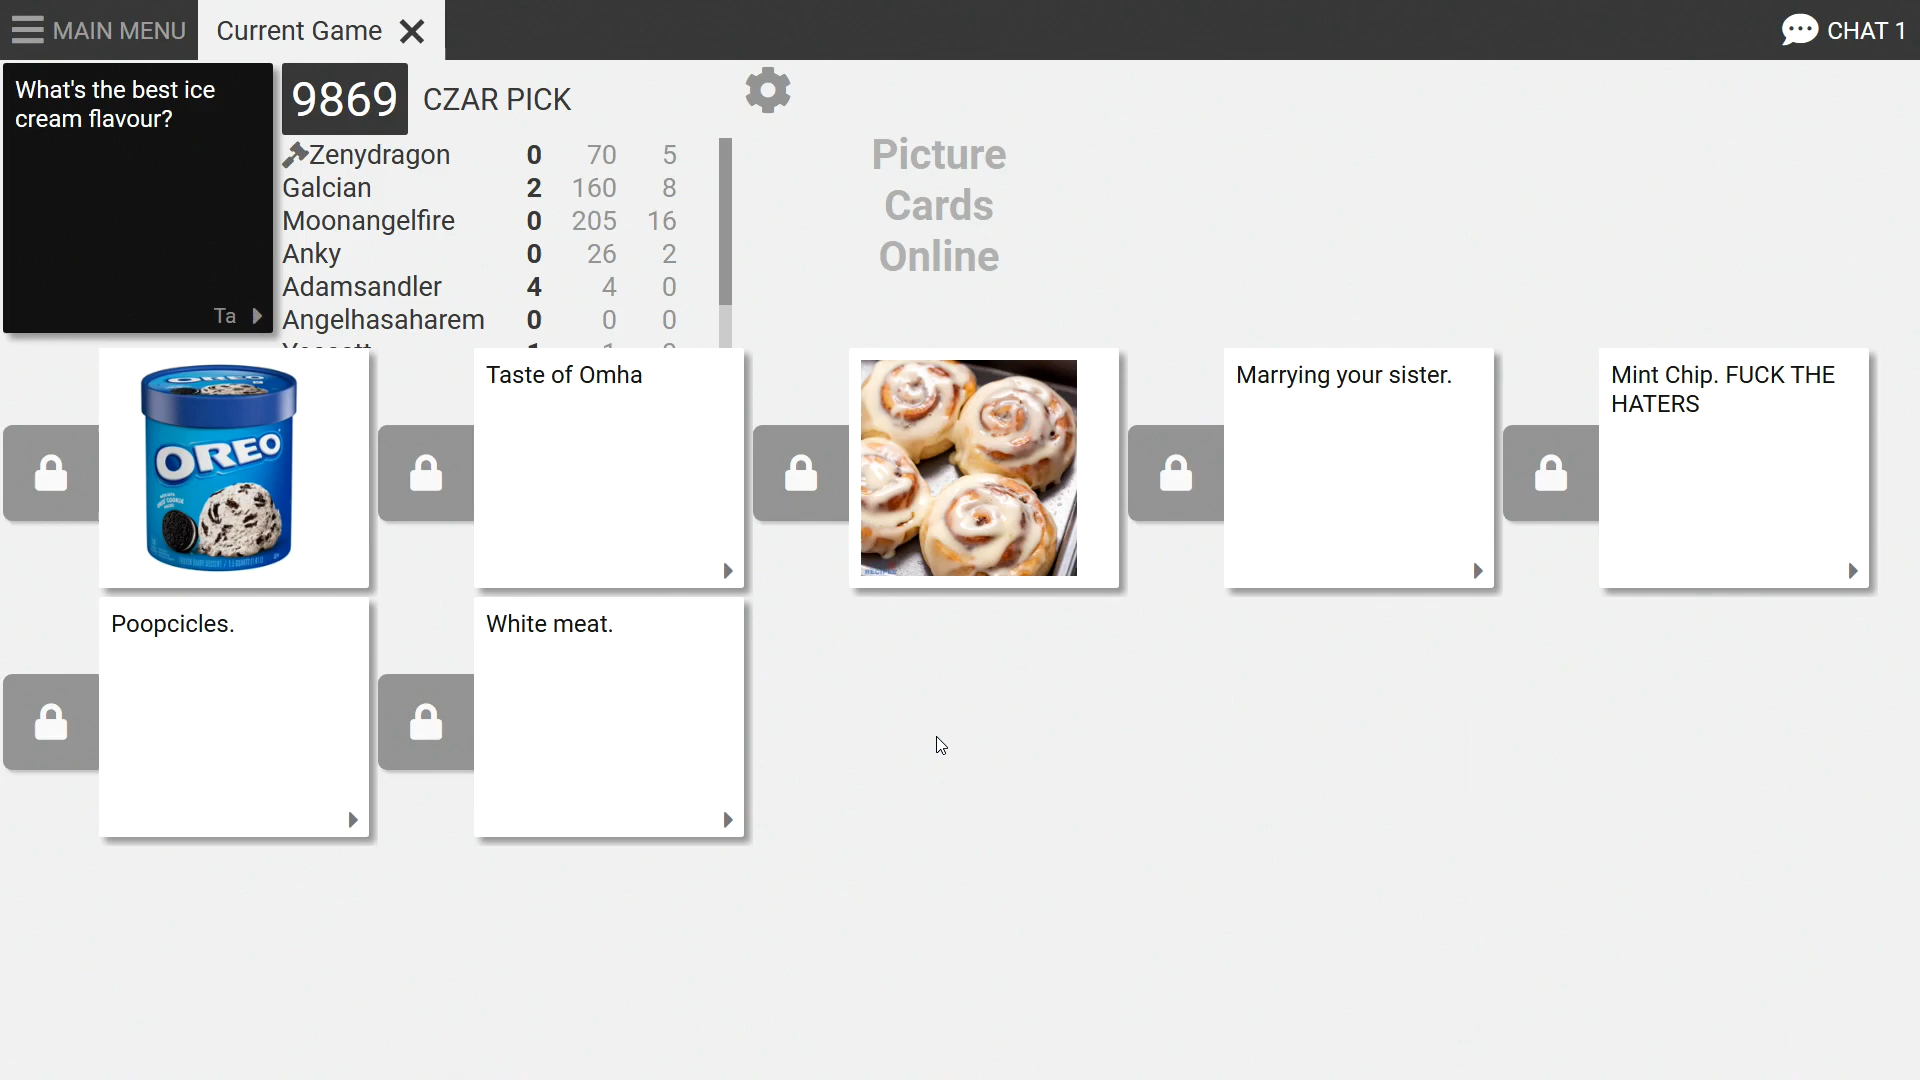 MAIN MENU
Current Game
CHAT 1
What's the best ice
cream flavour?
Ta
9869
CZAR PICK
Zenydragon 0 70 5
Galcian 2 160 8
Moonangelfire 0 205 16
Anky 0 26 2
Adamsandler 4 4 0
Angelhasaharem 0 0 0
Picture
Cards
Online
OREO
OREO
Taste of Omha
Marrying your sister.
Mint Chip. FUCK THE
HATERS
Poopcicles.
White meat.